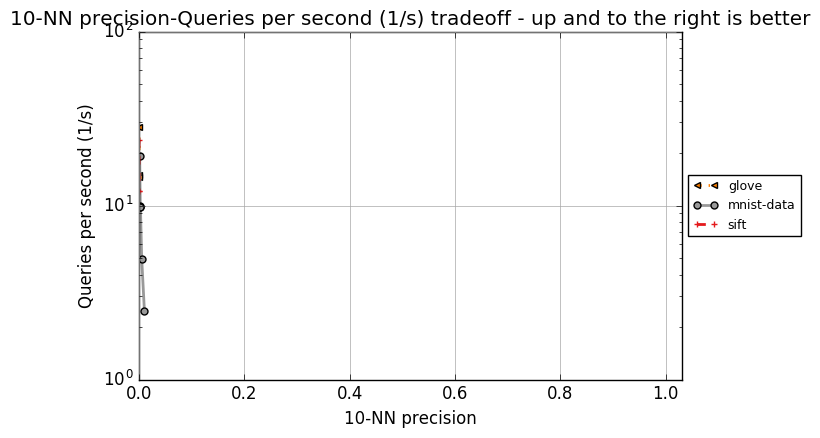 10-NN precision-Queries per second (1/s) tradeoff - up and to the right is better
10²
10¹
10⁰
Queries per second (1/s)
0.0 0.2 0.4 0.6 0.8 1.0
10-NN precision
glove
mnist-data
sift